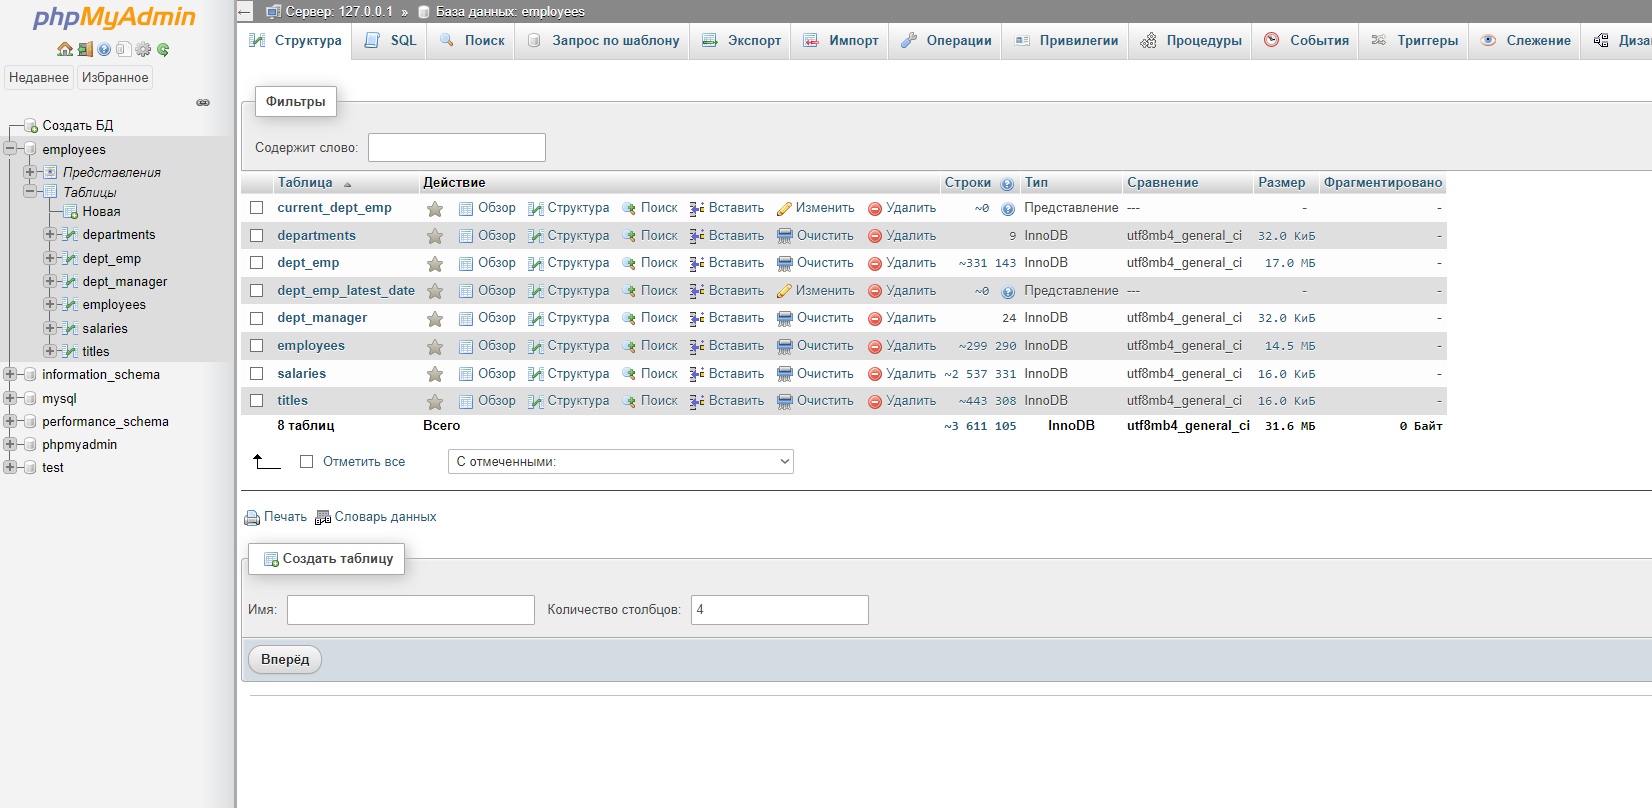 phpMyAdmin
Недавнее Избранное
Создать БД
employees
Представления
Таблицы
Новая
departments
dept_emp
dept_manager
employees
salaries
titles
information_schema
mysql
performance_schema
phpmyadmin
test
← Сервер: 127.0.0.1 » База данных: employees
Структура SQL Поиск Запрос по шаблону Экспорт Импорт Операции Привилегии Процедуры События Триггеры Слежение Диза
Фильтры
Содержит слово:
Таблица Действие Строки Тип Сравнение Размер Фрагментировано
current_dept_emp Обзор Структура Поиск Вставить Изменить Удалить ~0 Представление --- - -
departments Обзор Структура Поиск Вставить Очистить Удалить 9 InnoDB utf8mb4_general_ci 32.0 КиБ -
dept_emp Обзор Структура Поиск Вставить Очистить Удалить ~331 143 InnoDB utf8mb4_general_ci 17.0 МБ -
dept_emp_latest_date Обзор Структура Поиск Вставить Изменить Удалить ~0 Представление --- - -
dept_manager Обзор Структура Поиск Вставить Очистить Удалить 24 InnoDB utf8mb4_general_ci 32.0 КиБ -
employees Обзор Структура Поиск Вставить Очистить Удалить ~299 290 InnoDB utf8mb4_general_ci 14.5 МБ -
salaries Обзор Структура Поиск Вставить Очистить Удалить ~2 537 331 InnoDB utf8mb4_general_ci 16.0 КиБ -
titles Обзор Структура Поиск Вставить Очистить Удалить ~443 308 InnoDB utf8mb4_general_ci 16.0 КиБ -
8 таблиц Всего ~3 611 105 InnoDB utf8mb4_general_ci 31.6 МБ 0 Байт
Отметить все С отмеченными:
Печать Словарь данных
Создать таблицу
Имя: Количество столбцов: 4
Вперёд